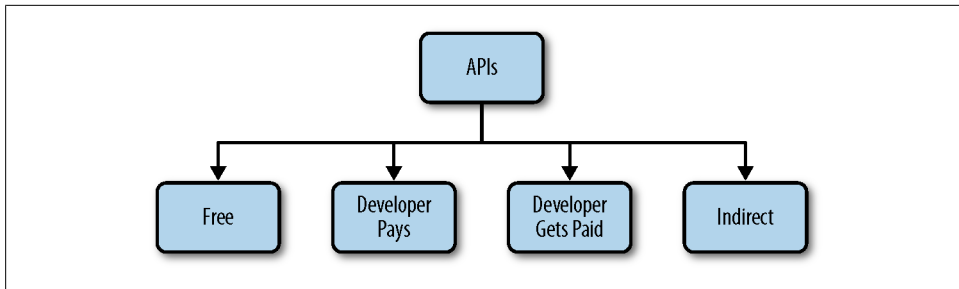 APIs
Free
Developer
Pays
Developer
Gets Paid
Indirect